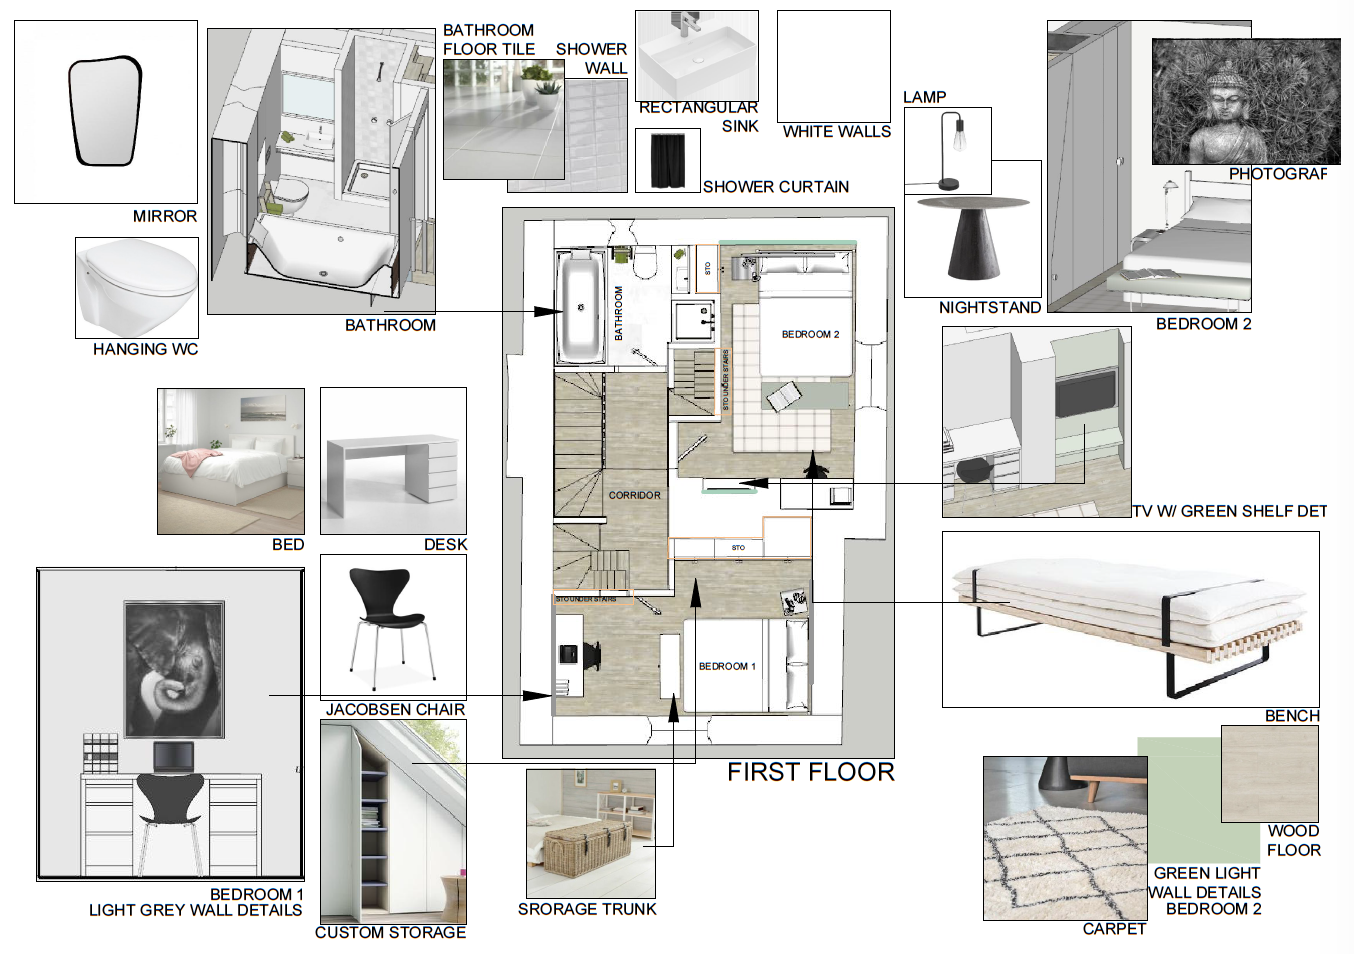 BATHROOM
FLOOR TILE
SHOWER
WALL
RECTANGULAR
SINK
WHITE WALLS
LAMP
PHOTOGRAF
SHOWER CURTAIN
MIRROR
HANGING WC
BATHROOM
NIGHTSTAND
BEDROOM 2
STO
BATHROOM
BEDROOM 2
STO UNDER STAIRS
CORRIDOR
STO
STO UNDER STAIRS
BEDROOM 1
TV W/ GREEN SHELF DET
BED
DESK
JACOBSEN CHAIR
BENCH
FIRST FLOOR
WOOD
FLOOR
GREEN LIGHT
WALL DETAILS
BEDROOM 2
CARPET
BEDROOM 1
LIGHT GREY WALL DETAILS
SRORAGE TRUNK
CUSTOM STORAGE